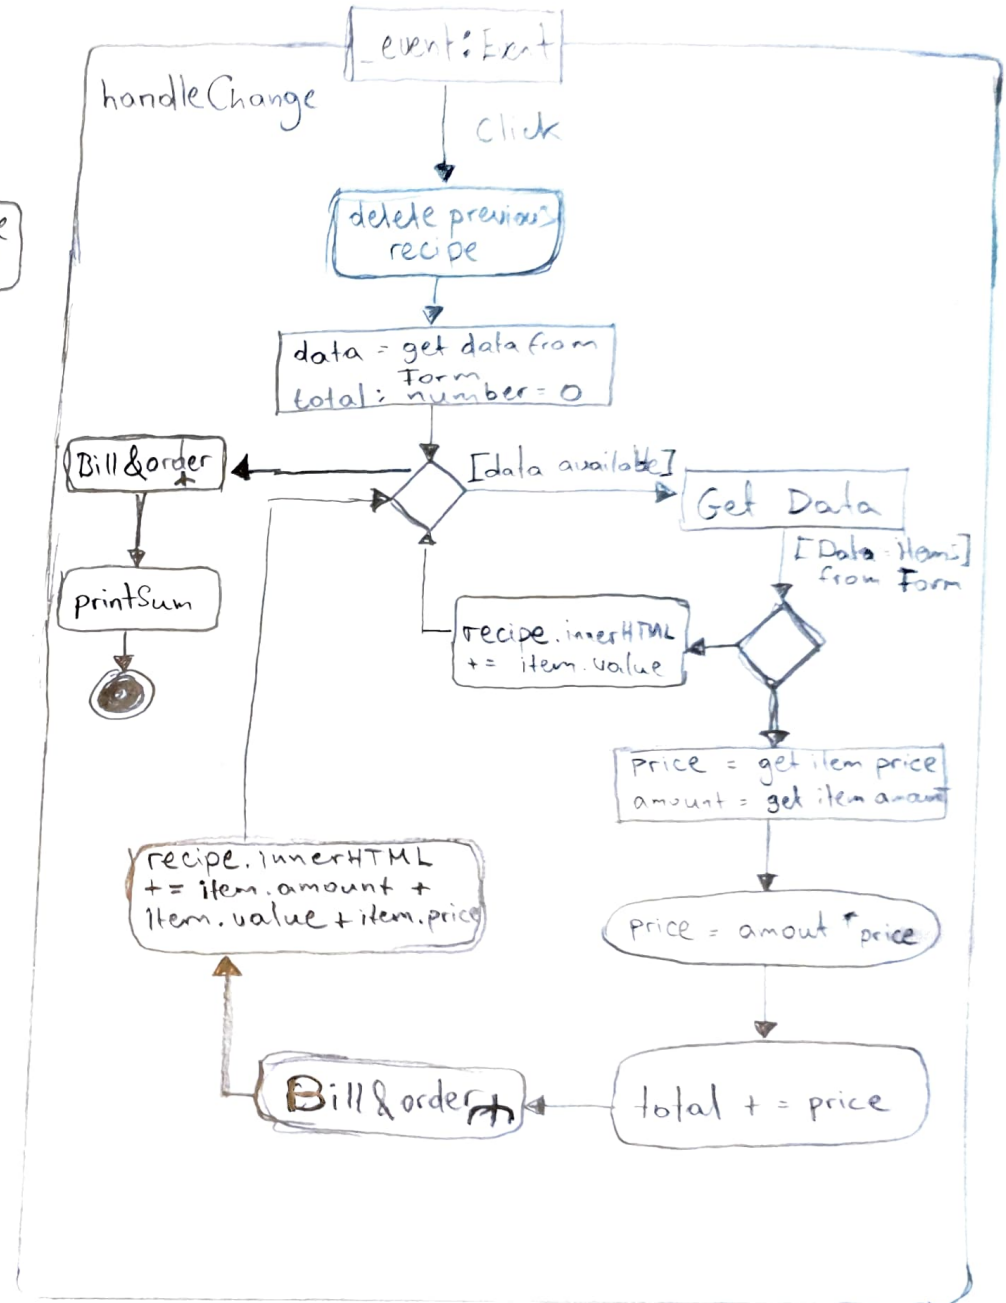 _event: Event
handleChange
Click
delete previous
recipe
data = get data from
Form
total: number = 0
Bill & order
[data available]
Get Data
[Data Items]
from Form
printSum
recipe.innerHTML
+= item.value
price = get item price
amount = get item amount
recipe.innerHTML
+= item.amount +
item.value + item.price
price = amout * price
Bill & order
total += price